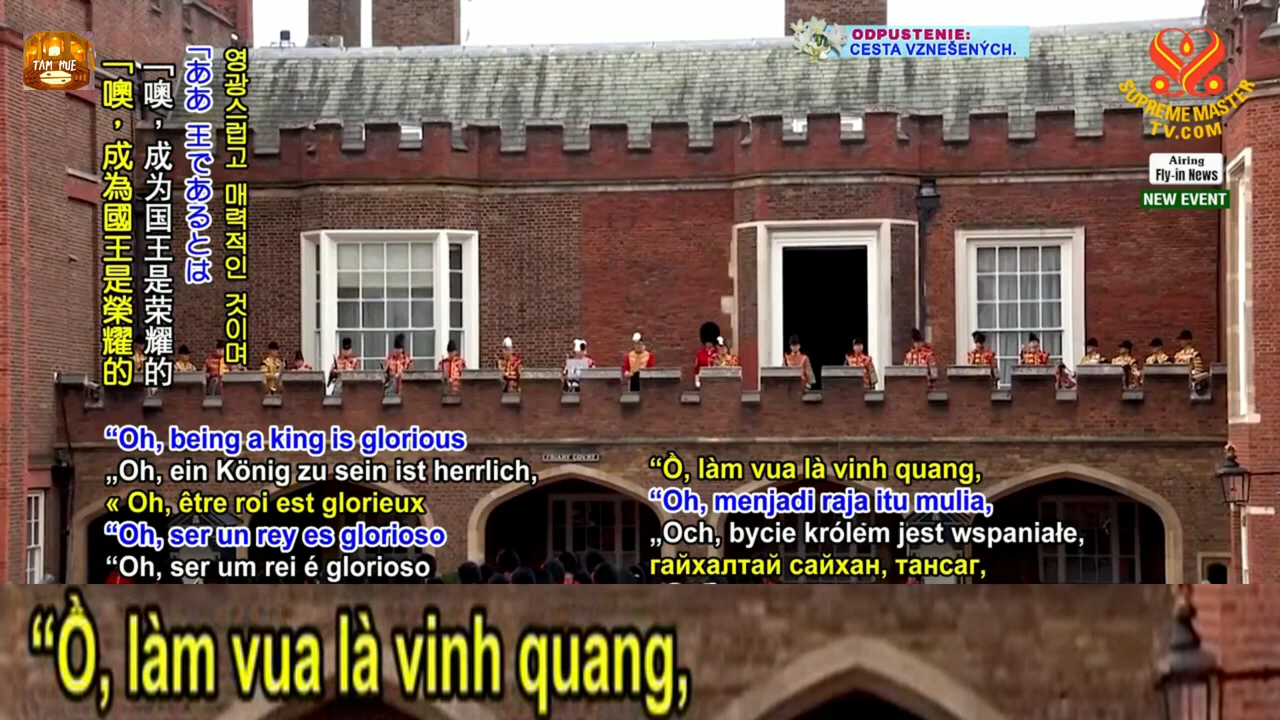 TÂM HUÊ
「噢，成為國王是榮耀的
「噢，成为国王是荣耀的
「ああ 王であるとは
영광스럽고 매력적인 것이며
ODPUSTENIE:
CESTA VZNEŠENÝCH.
SUPREME MASTER
TV.COM
Airing
Fly-in News
NEW EVENT
FRIARY COURT
“Oh, being a king is glorious
„Oh, ein König zu sein ist herrlich,
« Oh, être roi est glorieux
“Oh, ser un rey es glorioso
“Oh, ser um rei é glorioso
“Ồ, làm vua là vinh quang,
“Oh, menjadi raja itu mulia,
„Och, bycie królem jest wspaniałe,
гайхалтай сайхан, тансаг,
“Ồ, làm vua là vinh quang,